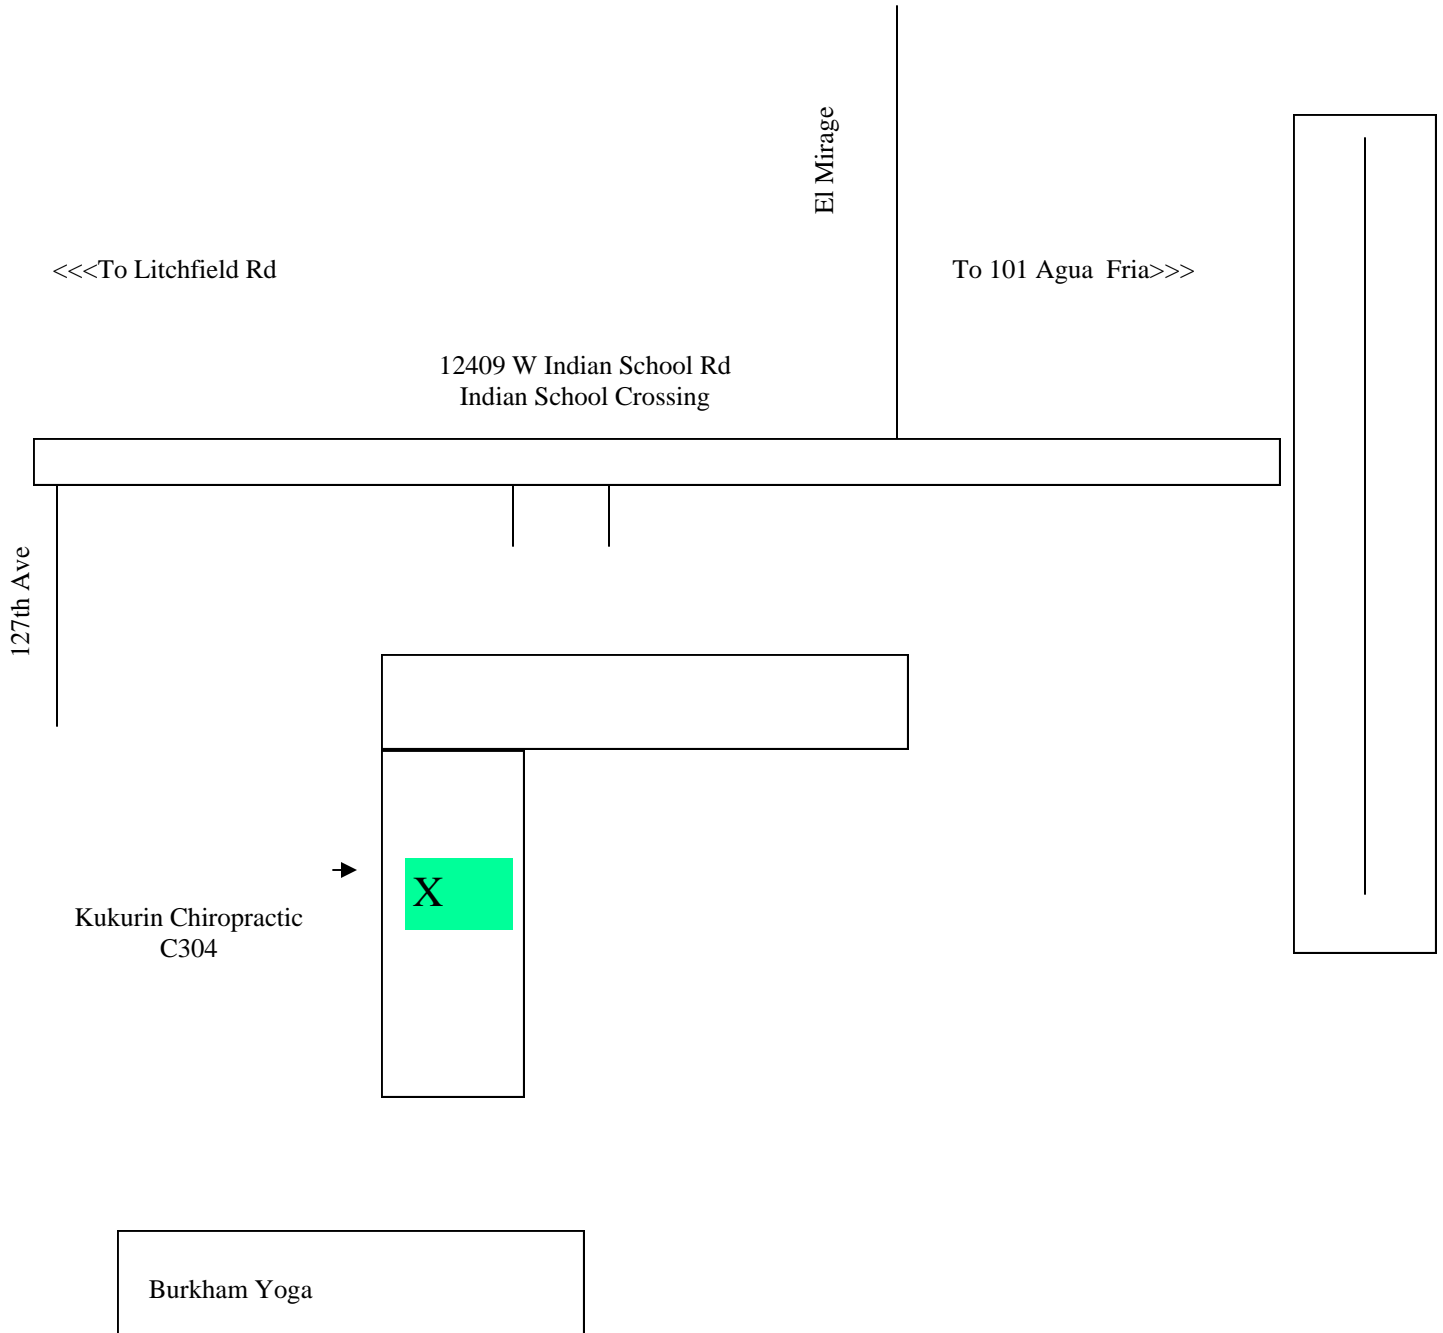 El Mirage
<<<To Litchfield Rd
To 101 Agua  Fria>>>
12409 W Indian School Rd
Indian School Crossing
127th Ave
X
Kukurin Chiropractic
C304
Burkham Yoga